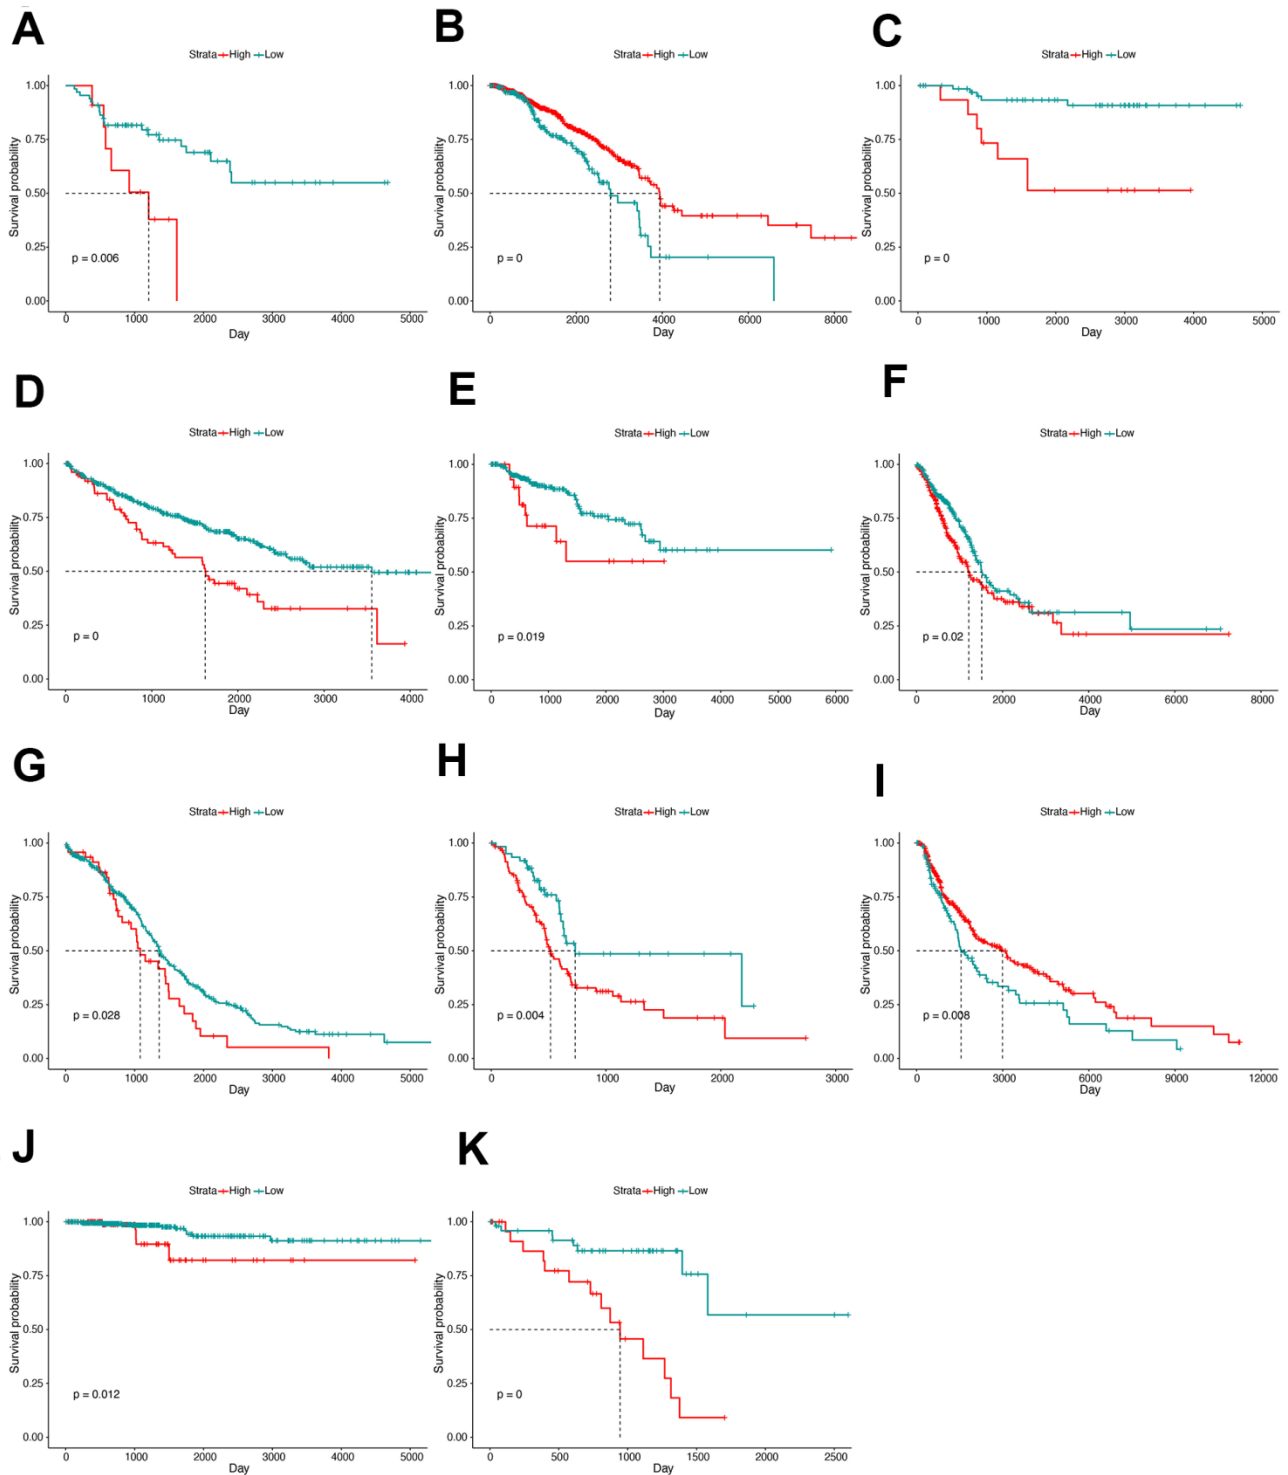 A
B
C
Strata High Low
Strata High Low
Strata High Low
Survival probability
1.00
0.75
0.50
0.25
0.00
p = 0.006
0 1000 2000 3000 4000 5000
Day
Survival probability
1.00
0.75
0.50
0.25
0.00
p = 0
0 2000 4000 6000 8000
Day
Survival probability
1.00
0.75
0.50
0.25
0.00
p = 0
0 1000 2000 3000 4000 5000
Day
D
E
F
Strata High Low
Strata High Low
Strata High Low
Survival probability
1.00
0.75
0.50
0.25
0.00
p = 0
0 1000 2000 3000 4000
Day
Survival probability
1.00
0.75
0.50
0.25
0.00
p = 0.019
0 1000 2000 3000 4000 5000 6000
Day
Survival probability
1.00
0.75
0.50
0.25
0.00
p = 0.02
0 2000 4000 6000 8000
Day
G
H
I
Strata High Low
Strata High Low
Strata High Low
Survival probability
1.00
0.75
0.50
0.25
0.00
p = 0.028
0 1000 2000 3000 4000 5000
Day
Survival probability
1.00
0.75
0.50
0.25
0.00
p = 0.004
0 1000 2000 3000
Day
Survival probability
1.00
0.75
0.50
0.25
0.00
p = 0.008
0 3000 6000 9000 12000
Day
J
K
Strata High Low
Strata High Low
Survival probability
1.00
0.75
0.50
0.25
0.00
p = 0.012
0 1000 2000 3000 4000 5000
Day
Survival probability
1.00
0.75
0.50
0.25
0.00
p = 0
0 500 1000 1500 2000 2500
Day